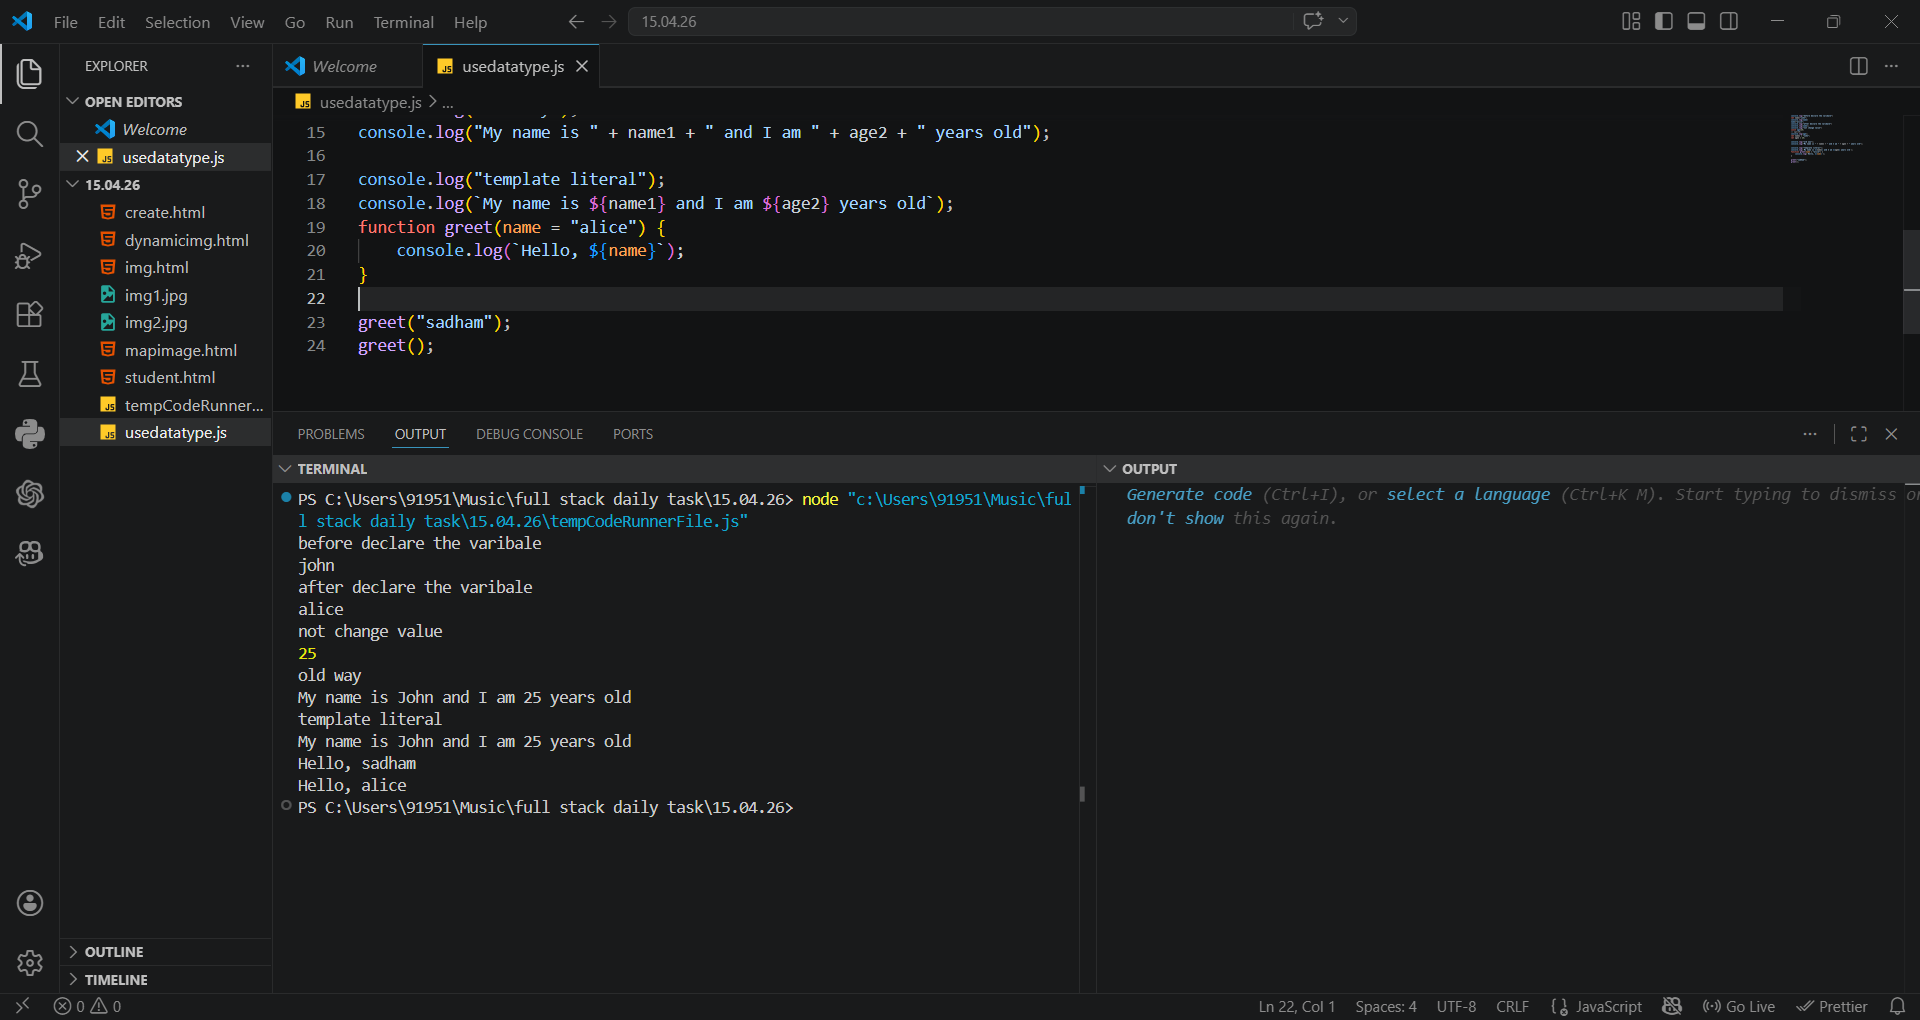 File Edit Selection View Go Run Terminal Help
15.04.26
EXPLORER
Welcome
usedatatype.js
OPEN EDITORS
Welcome
usedatatype.js
15.04.26
create.html
dynamicimg.html
img.html
img1.jpg
img2.jpg
mapimage.html
student.html
tempCodeRunner...
usedatatype.js
OUTLINE
TIMELINE
usedatatype.js > ...
15 console.log("My name is " + name1 + " and I am " + age2 + " years old");
16
17 console.log("template literal");
18 console.log(`My name is ${name1} and I am ${age2} years old`);
19 function greet(name = "alice") {
20 console.log(`Hello, ${name}`);
21 }
22
23 greet("sadham");
24 greet();
PROBLEMS OUTPUT DEBUG CONSOLE PORTS
TERMINAL
PS C:\Users\91951\Music\full stack daily task\15.04.26> node "c:\Users\91951\Music\ful
l stack daily task\15.04.26\tempCodeRunnerFile.js"
before declare the varibale
john
after declare the varibale
alice
not change value
25
old way
My name is John and I am 25 years old
template literal
My name is John and I am 25 years old
Hello, sadham
Hello, alice
PS C:\Users\91951\Music\full stack daily task\15.04.26>
OUTPUT
Generate code (Ctrl+I), or select a language (Ctrl+K M). Start typing to dismiss or
don't show this again.
0 0
Ln 22, Col 1 Spaces: 4 UTF-8 CRLF JavaScript Go Live Prettier